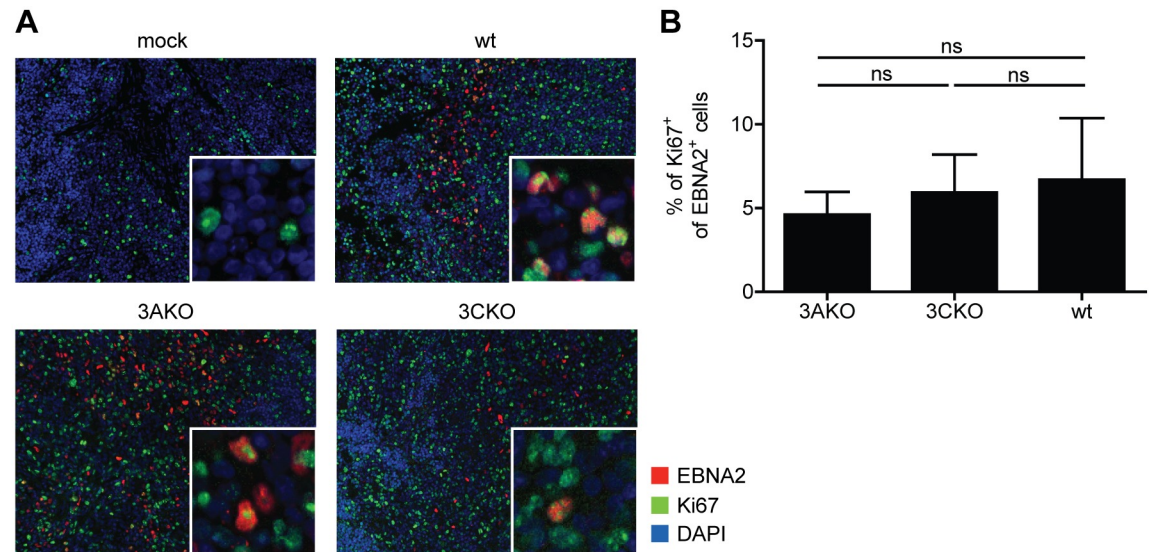 A
mock
wt
3AKO
3CKO
EBNA2
Ki67
DAPI
B
15
10
5
0
% of Ki67+
of EBNA2+ cells
ns
ns
ns
3AKO
3CKO
wt